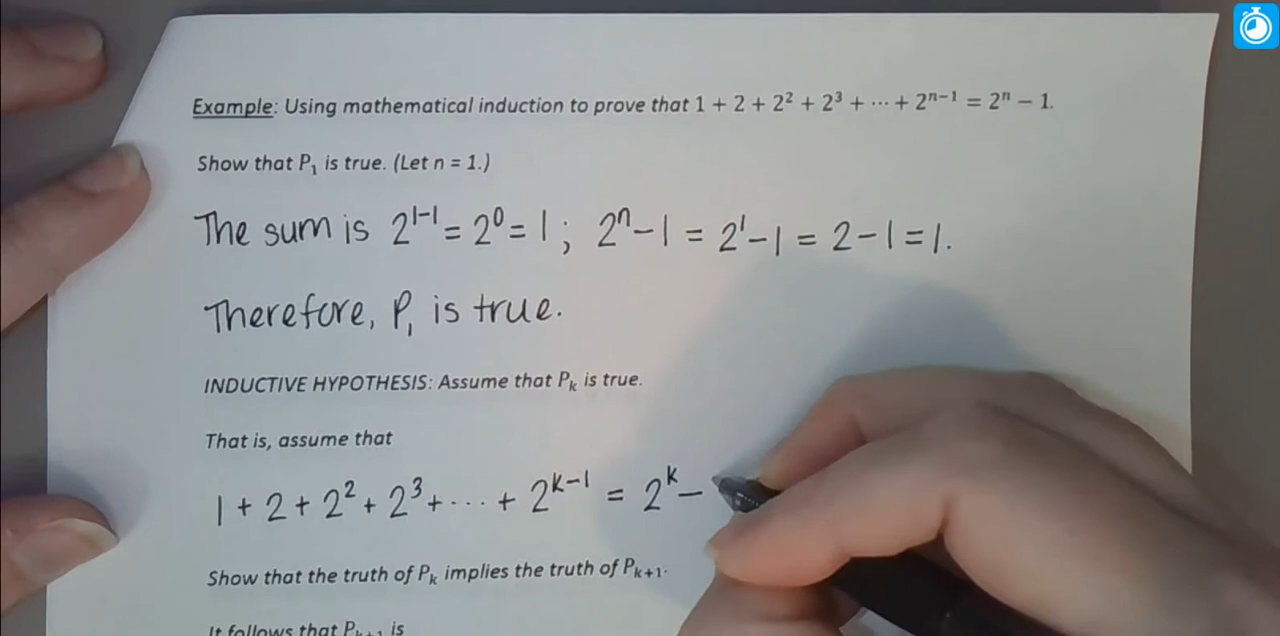 Example: Using mathematical induction to prove that 1 + 2 + 2² + 2³ + ⋯ + 2ⁿ⁻¹ = 2ⁿ − 1.
Show that P₁ is true. (Let n = 1.)
The sum is 2¹⁻¹ = 2⁰ = 1 ; 2ⁿ − 1 = 2¹ − 1 = 2 − 1 = 1.
Therefore, P₁ is true.
INDUCTIVE HYPOTHESIS: Assume that Pₖ is true.
That is, assume that
1 + 2 + 2² + 2³ + ⋯ + 2ᵏ⁻¹ = 2ᵏ −
Show that the truth of Pₖ implies the truth of Pₖ₊₁.
It follows that Pₖ₊₁ is